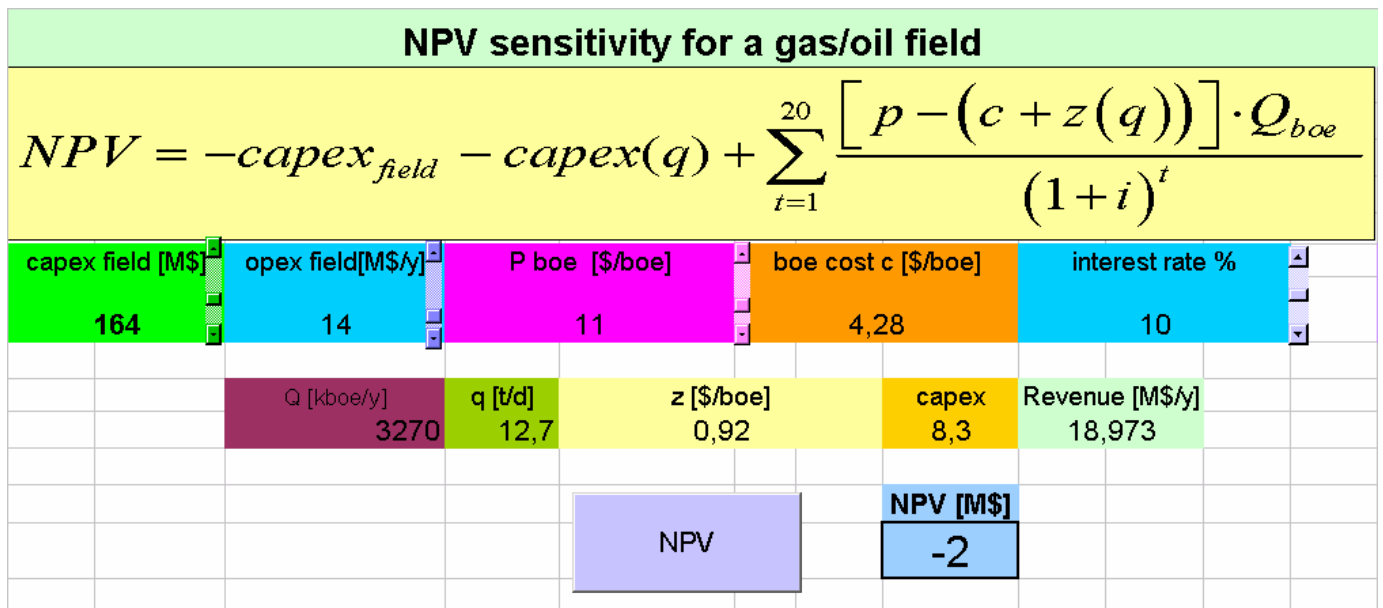 NPV sensitivity for a gas/oil field
20
NPV = -capex_field - capex(q) + ∑ [p-(c+z(q))]·Q_boe / (1+i)^t
t=1
capex field [M$] opex field[M$/y] P boe [$/boe] boe cost c [$/boe] interest rate %
164 14 11 4,28 10
Q [kboe/y] q [t/d] z [$/boe] capex Revenue [M$/y]
3270 12,7 0,92 8,3 18,973
NPV [M$]
NPV -2